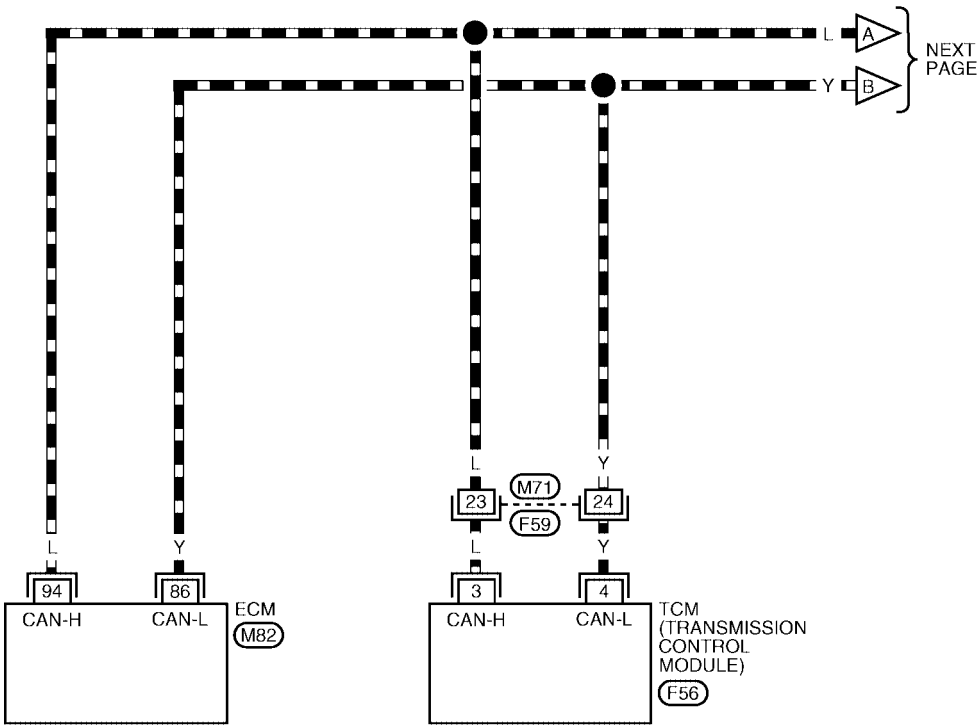 L A
NEXT
PAGE
Y B
L Y
23 M71 24
F59
L Y L Y
94 86 3 4
CAN-H CAN-L ECM
M82
CAN-H CAN-L TCM
(TRANSMISSION
CONTROL
MODULE)
F56